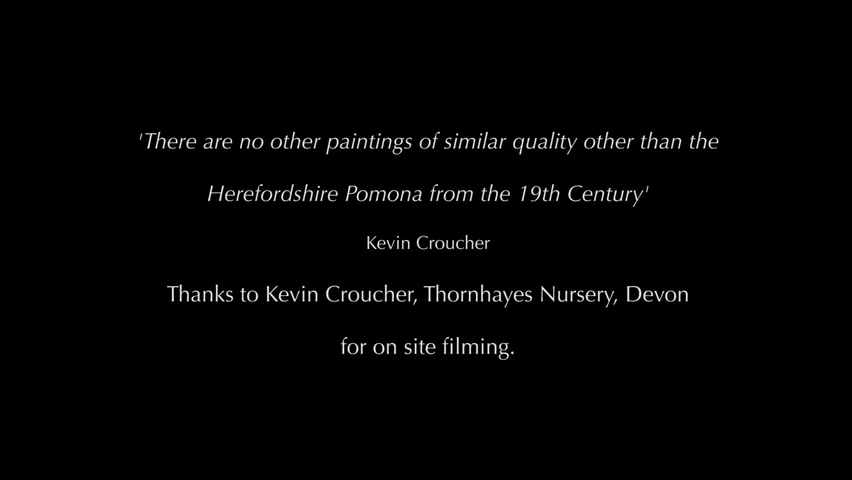 'There are no other paintings of similar quality other than the
Herefordshire Pomona from the 19th Century'
Kevin Croucher
Thanks to Kevin Croucher, Thornhayes Nursery, Devon
for on site filming.